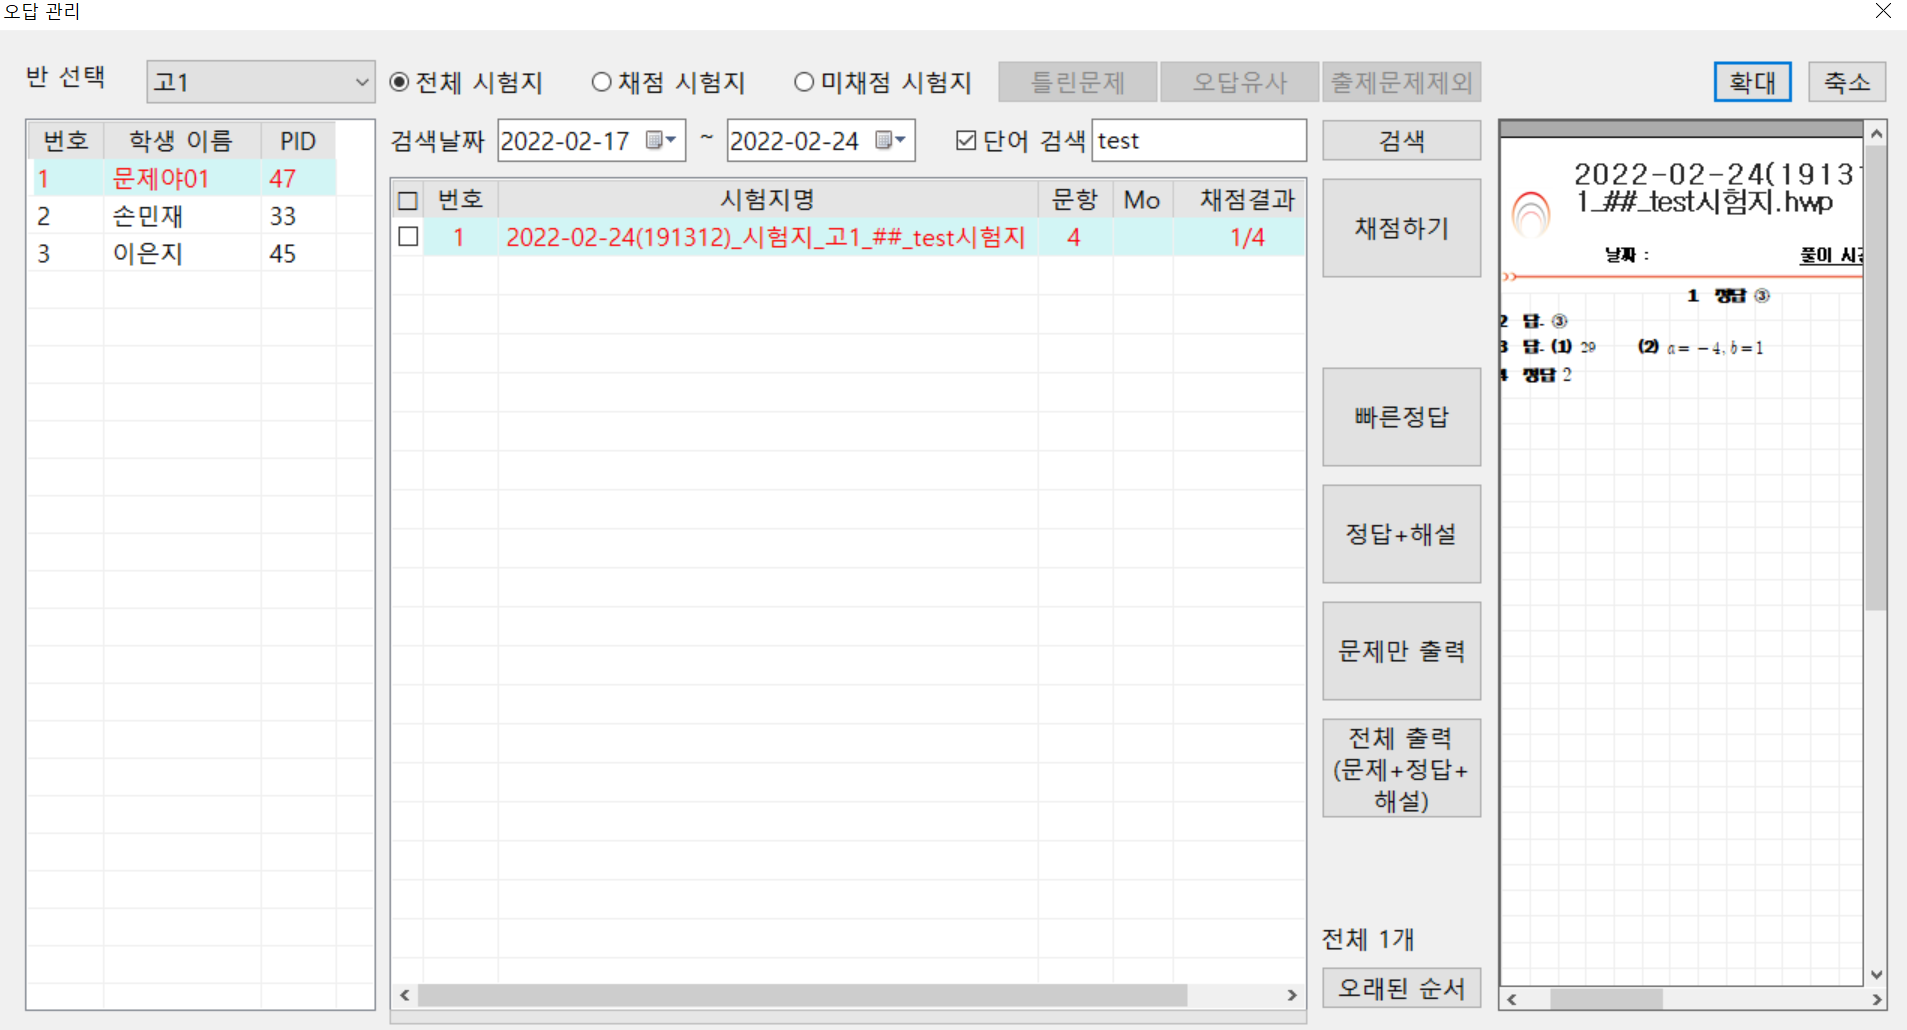 오답 관리
반 선택
고1
전체 시험지
채점 시험지
미채점 시험지
틀린문제
오답유사
출제문제제외
확대
축소
번호 학생 이름 PID
1 문제야01 47
2 손민재 33
3 이은지 45
검색날짜 2022-02-17 ~ 2022-02-24
단어 검색 test
검색
번호 시험지명 문항 Mo 채점결과
1 2022-02-24(191312)_시험지_고1_##_test시험지 4 1/4
채점하기
빠른정답
정답+해설
문제만 출력
전체 출력
(문제+정답+
해설)
전체 1개
오래된 순서
2022-02-24(1913
1_##_test시험지.hwp
날짜 :
풀이 시
1 정답 ③
2 답. ③
3 답. (1) 29 (2) a = -4, b = 1
4 정답 2